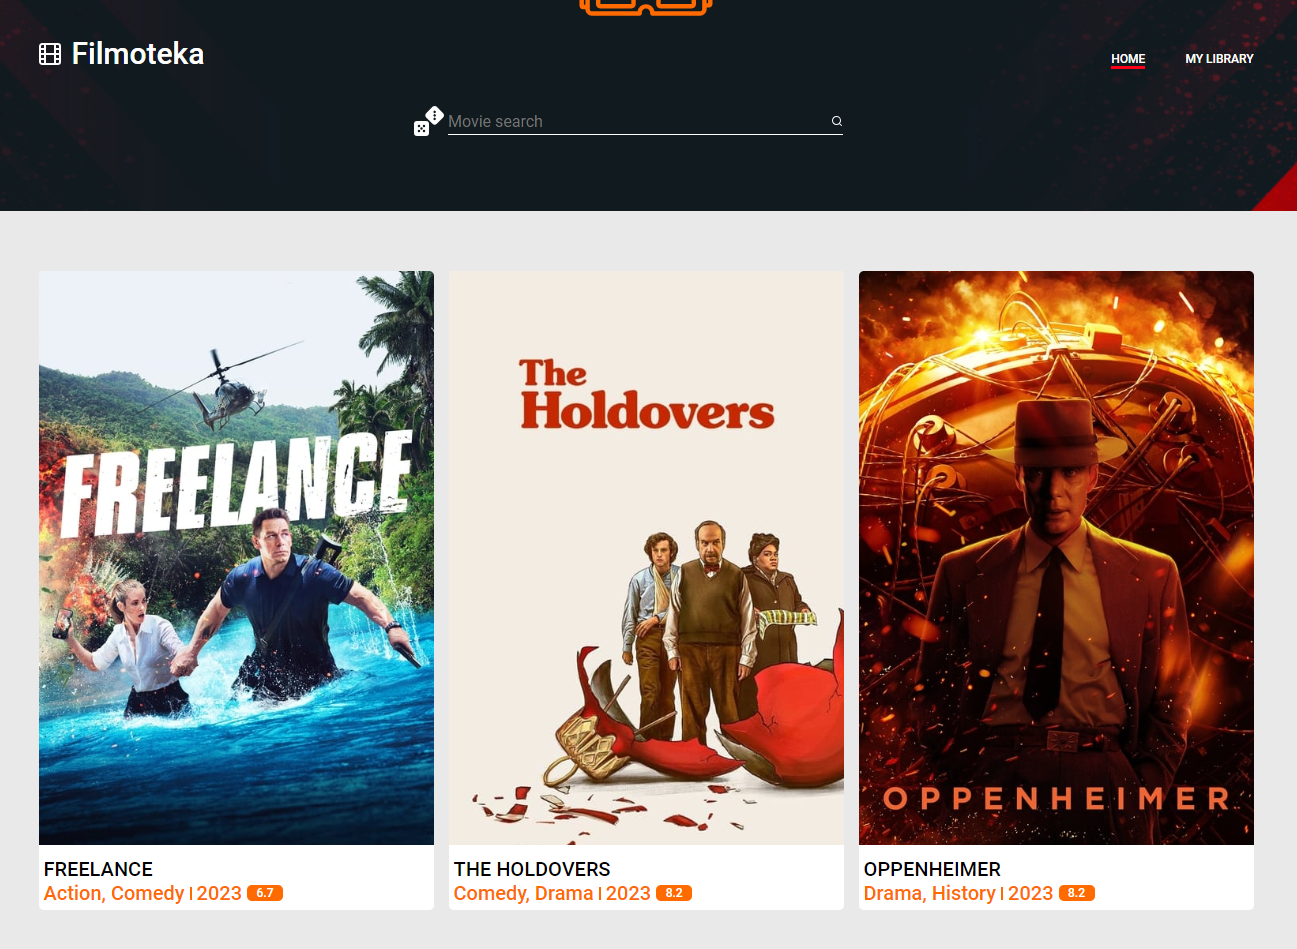 Filmoteka
HOME
MY LIBRARY
Movie search
FREELANCE
The
Holdovers
OPPENHEIMER
FREELANCE
Action, Comedy | 2023 6.7
THE HOLDOVERS
Comedy, Drama | 2023 8.2
OPPENHEIMER
Drama, History | 2023 8.2